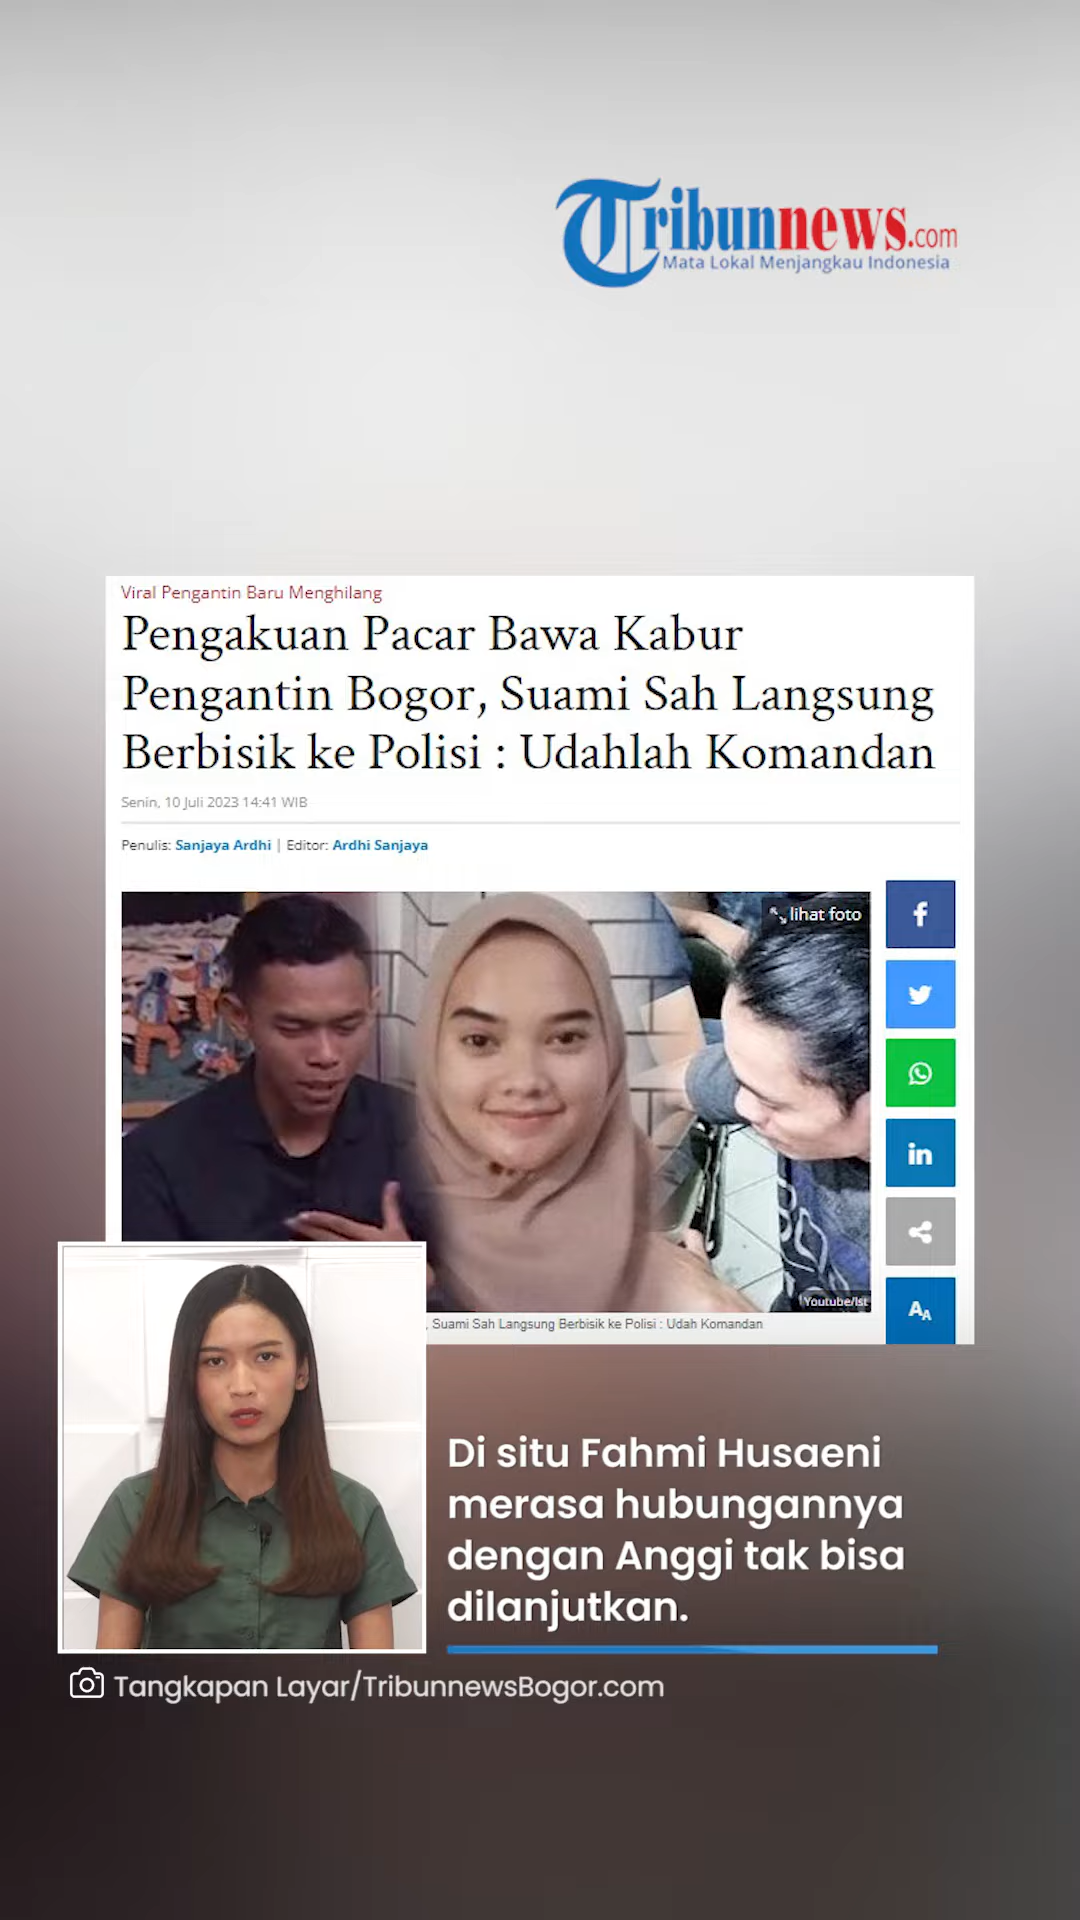 Tribunnews.com
Mata Lokal Menjangkau Indonesia
Viral Pengantin Baru Menghilang
Pengakuan Pacar Bawa Kabur
Pengantin Bogor, Suami Sah Langsung
Berbisik ke Polisi : Udahlah Komandan
Senin, 10 Juli 2023 14:41 WIB
Penulis: Sanjaya Ardhi | Editor: Ardhi Sanjaya
lihat foto
Youtube/Ist
, Suami Sah Langsung Berbisik ke Polisi : Udah Komandan
f
in
AA
Di situ Fahmi Husaeni
merasa hubungannya
dengan Anggi tak bisa
dilanjutkan.
Tangkapan Layar/TribunnewsBogor.com